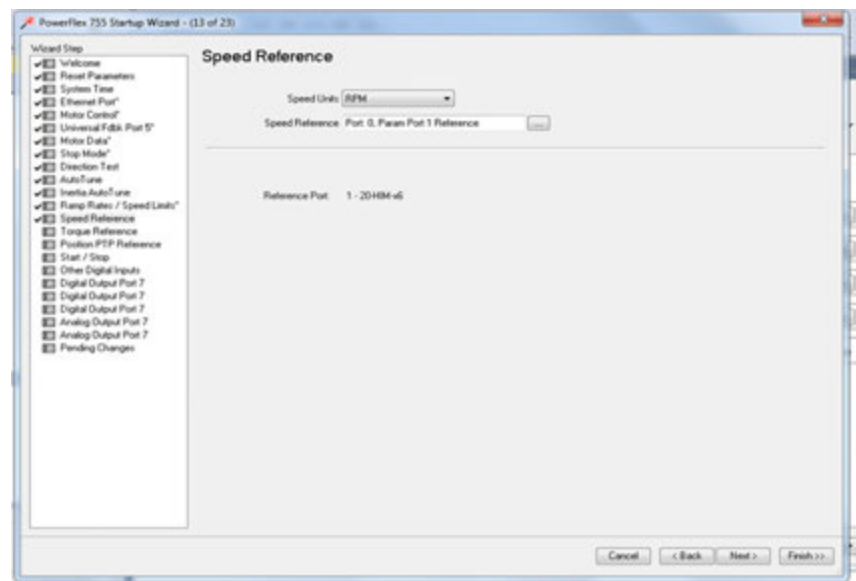 PowerFlex 755 Startup Wizard - (13 of 23)
Wizard Step
Welcome
Reset Parameters
System Time
Ethernet Port*
Motor Control*
Universal Fdbk Port 5*
Motor Data*
Stop Mode*
Direction Test
AutoTune
Inertia AutoTune
Ramp Rates / Speed Limits*
Speed Reference
Torque Reference
Position PTP Reference
Start / Stop
Other Digital Inputs
Digital Output Port 7
Digital Output Port 7
Digital Output Port 7
Analog Output Port 7
Analog Output Port 7
Pending Changes
Speed Reference
Speed Units RPM
Speed Reference Port: 0, Param Port 1 Reference ...
Reference Port: 1 - 20-HIM-x6
Cancel < Back Next > Finish >>